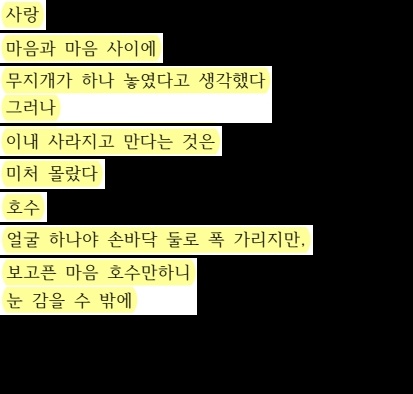 사랑
마음과 마음 사이에
무지개가 하나 놓였다고 생각했다
그러나
이내 사라지고 만다는 것은
미처 몰랐다
호수
얼굴 하나야 손바닥 둘로 폭 가리지만,
보고픈 마음 호수만하니
눈 감을 수 밖에